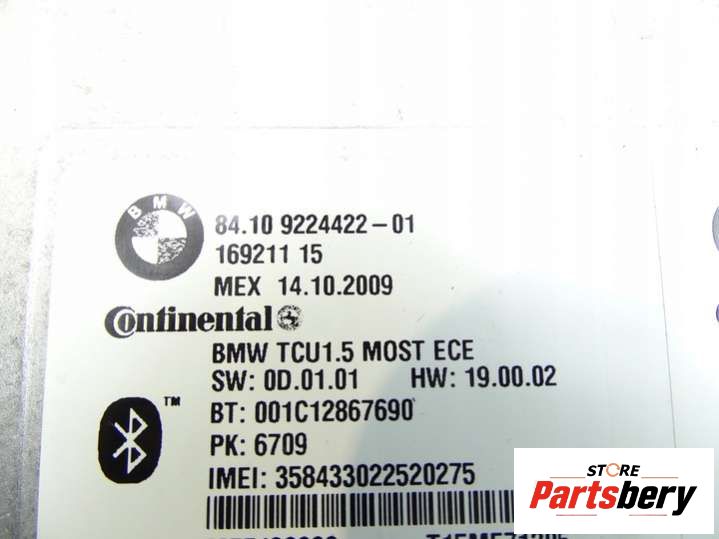 BMW
84.10 9224422-01
169211 15
MEX 14.10.2009
Continental
BMW TCU1.5 MOST ECE
SW: 0D.01.01 HW: 19.00.02
™
BT: 001C12867690
PK: 6709
IMEI: 358433022520275
STORE
Partsbery